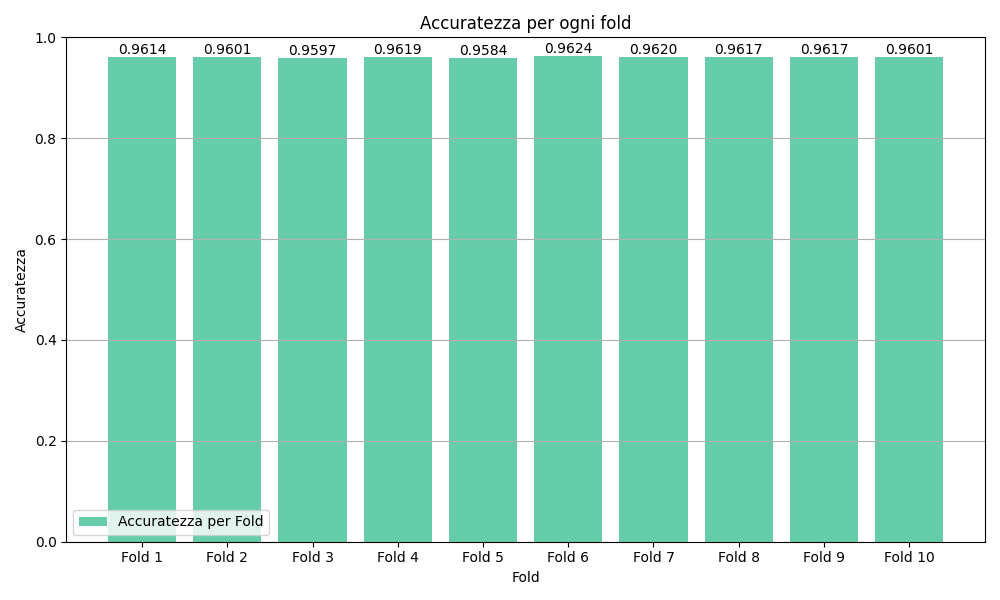 Accuratezza per ogni fold
1.0
0.9614 0.9601 0.9597 0.9619 0.9584 0.9624 0.9620 0.9617 0.9617 0.9601
0.8
0.6
Accuratezza
0.4
0.2
Accuratezza per Fold
0.0
Fold 1 Fold 2 Fold 3 Fold 4 Fold 5 Fold 6 Fold 7 Fold 8 Fold 9 Fold 10
Fold